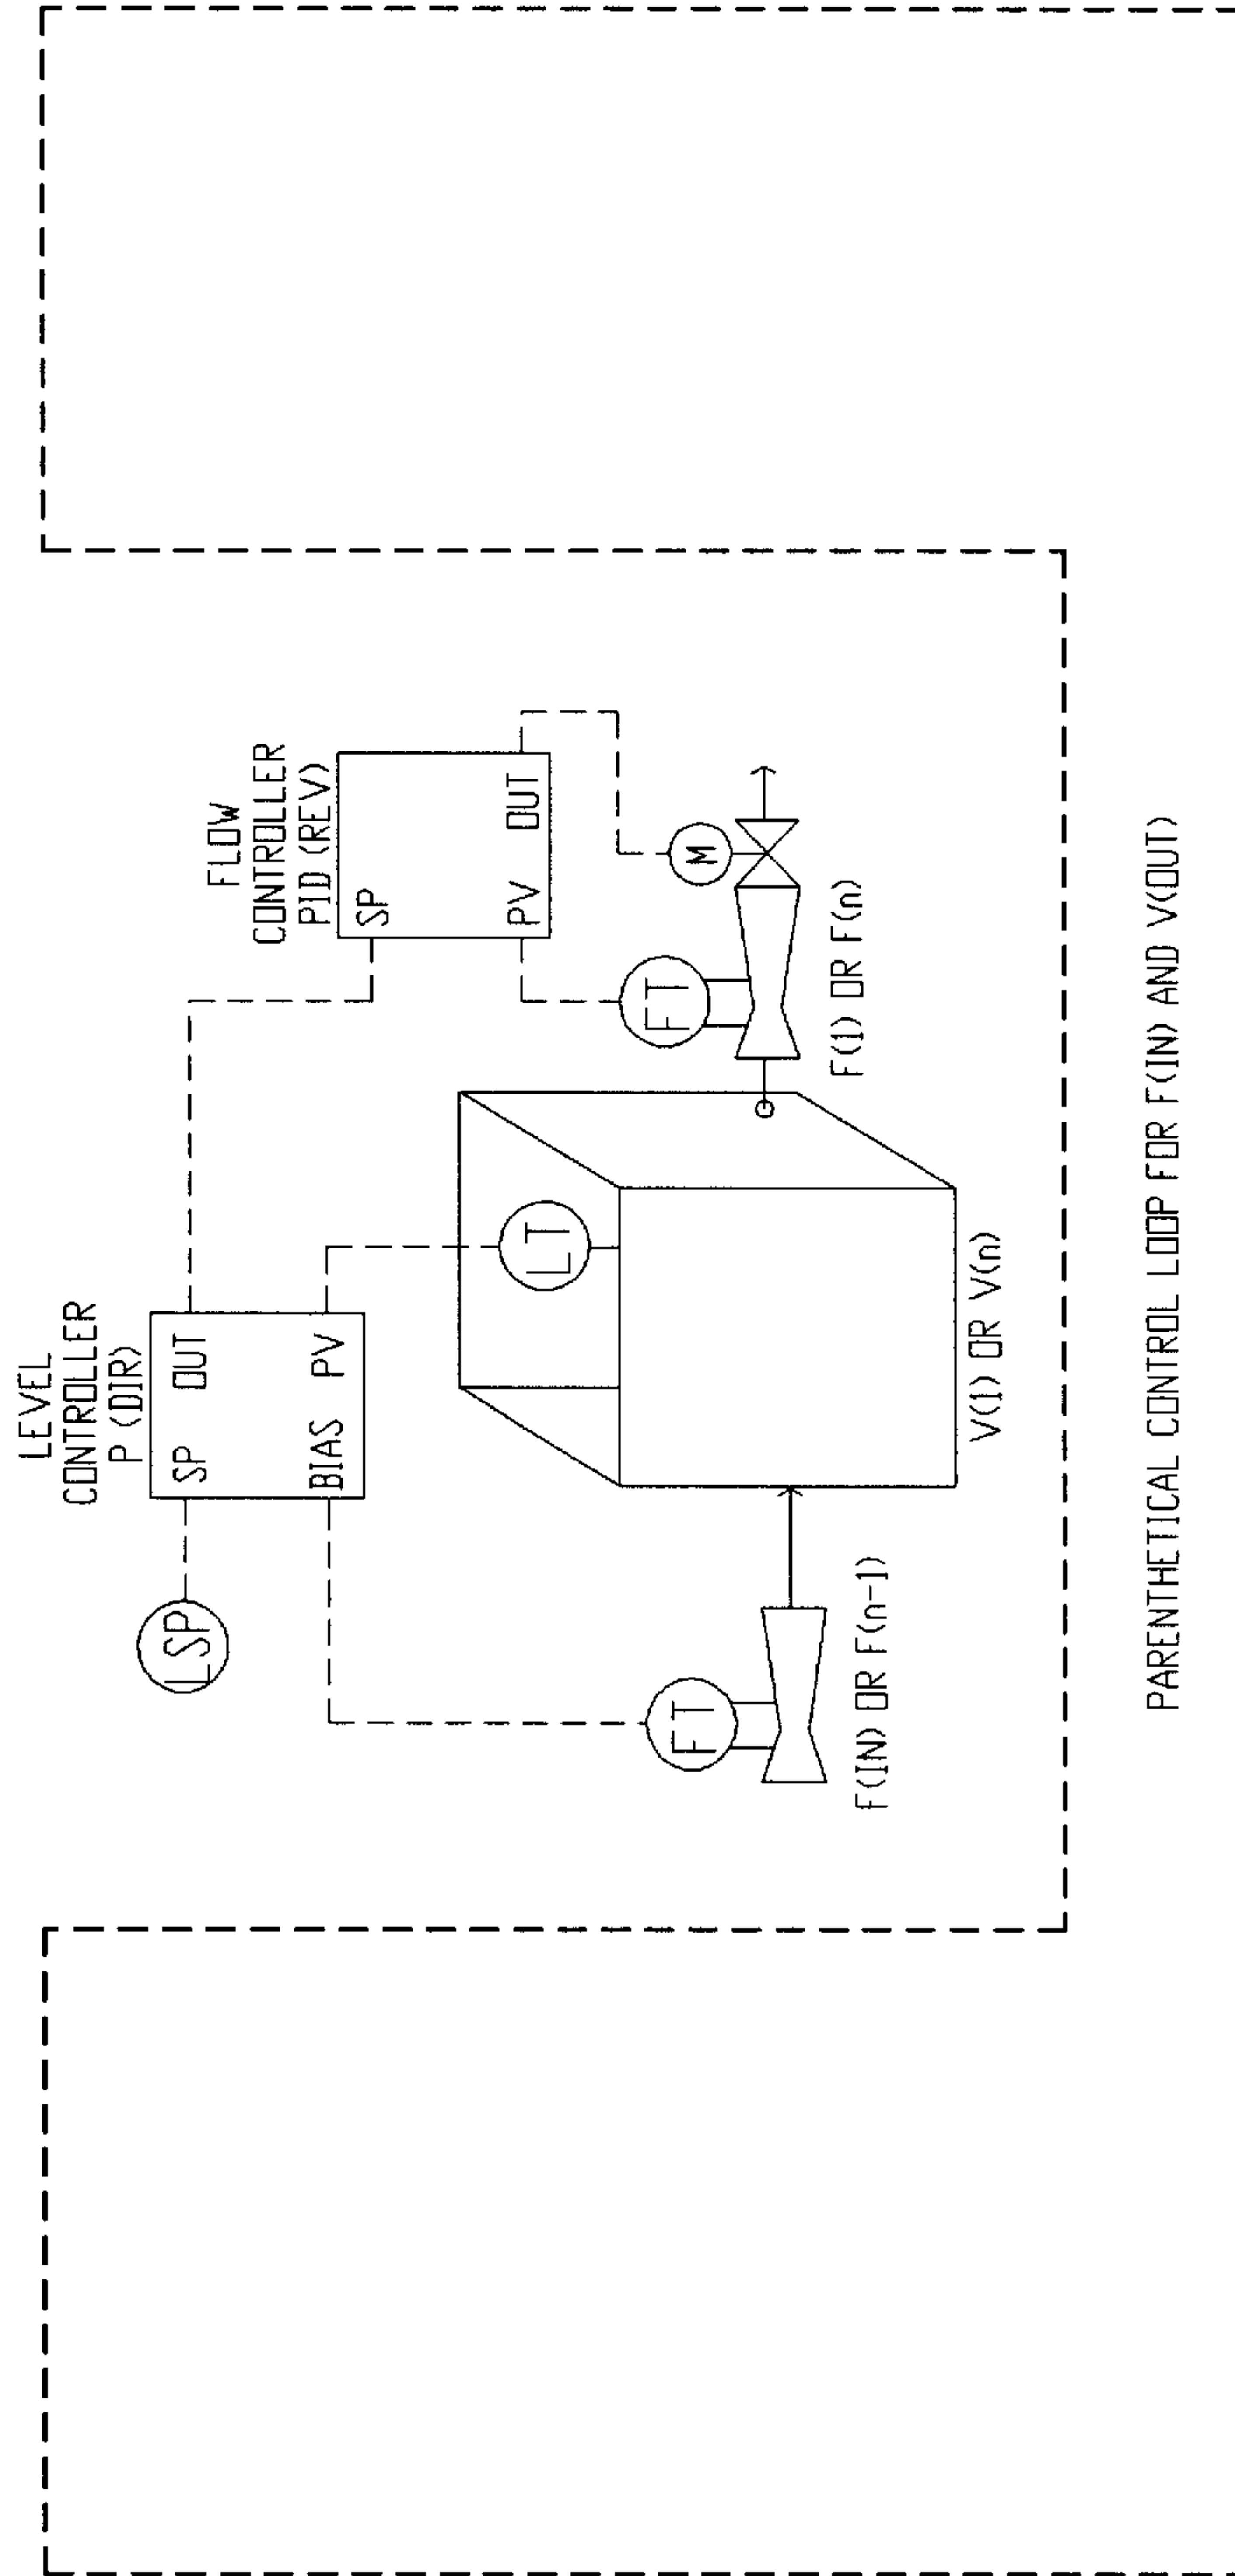 LEVEL
CONTROLLER
P (DIR)
SP OUT
BIAS PV
LSP
FLOW
CONTROLLER
PID (REV)
SP
PV OUT
LT
FT
FT
M
F(IN) OR F(n-1)
V(1) OR V(n)
F(1) OR F(n)
PARENTHETICAL CONTROL LOOP FOR F(IN) AND V(OUT)